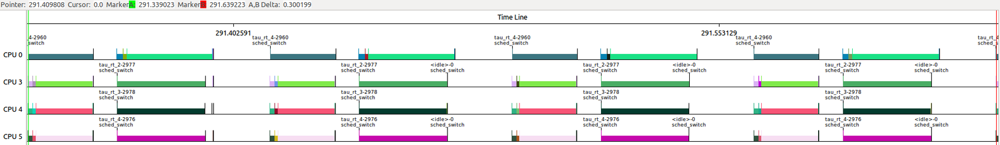 Pointer: 291.409808 Cursor: 0.0 MarkerA: 291.339023 Marker 291.639223 A,B Delta: 0.300199
Time Line
291.402591 291.553129
4-2960 tau_rt_4-2960 tau_rt_4-2960 tau_rt_4-2960 tau_rt_4
switch sched_switch sched_switch sched_switch sched_s
CPU 0
tau_rt_2-2977 tau_rt_2-2977 <idle>-0 tau_rt_2-2977 <idle>-0 tau_rt_2-2977 <idle>-0
sched_switch sched_switch sched_switch sched_switch sched_switch sched_switch sched_switch
CPU 3
tau_rt_3-2978 tau_rt_3-2978 tau_rt_3-2978 tau_rt_3-2978
sched_switch sched_switch sched_switch sched_switch
CPU 4
tau_rt_4-2976 tau_rt_4-2976 <idle>-0 tau_rt_4-2976 <idle>-0 tau_rt_4-2976 <idle>-0
sched_switch sched_switch sched_switch sched_switch sched_switch sched_switch sched_switch
CPU 5